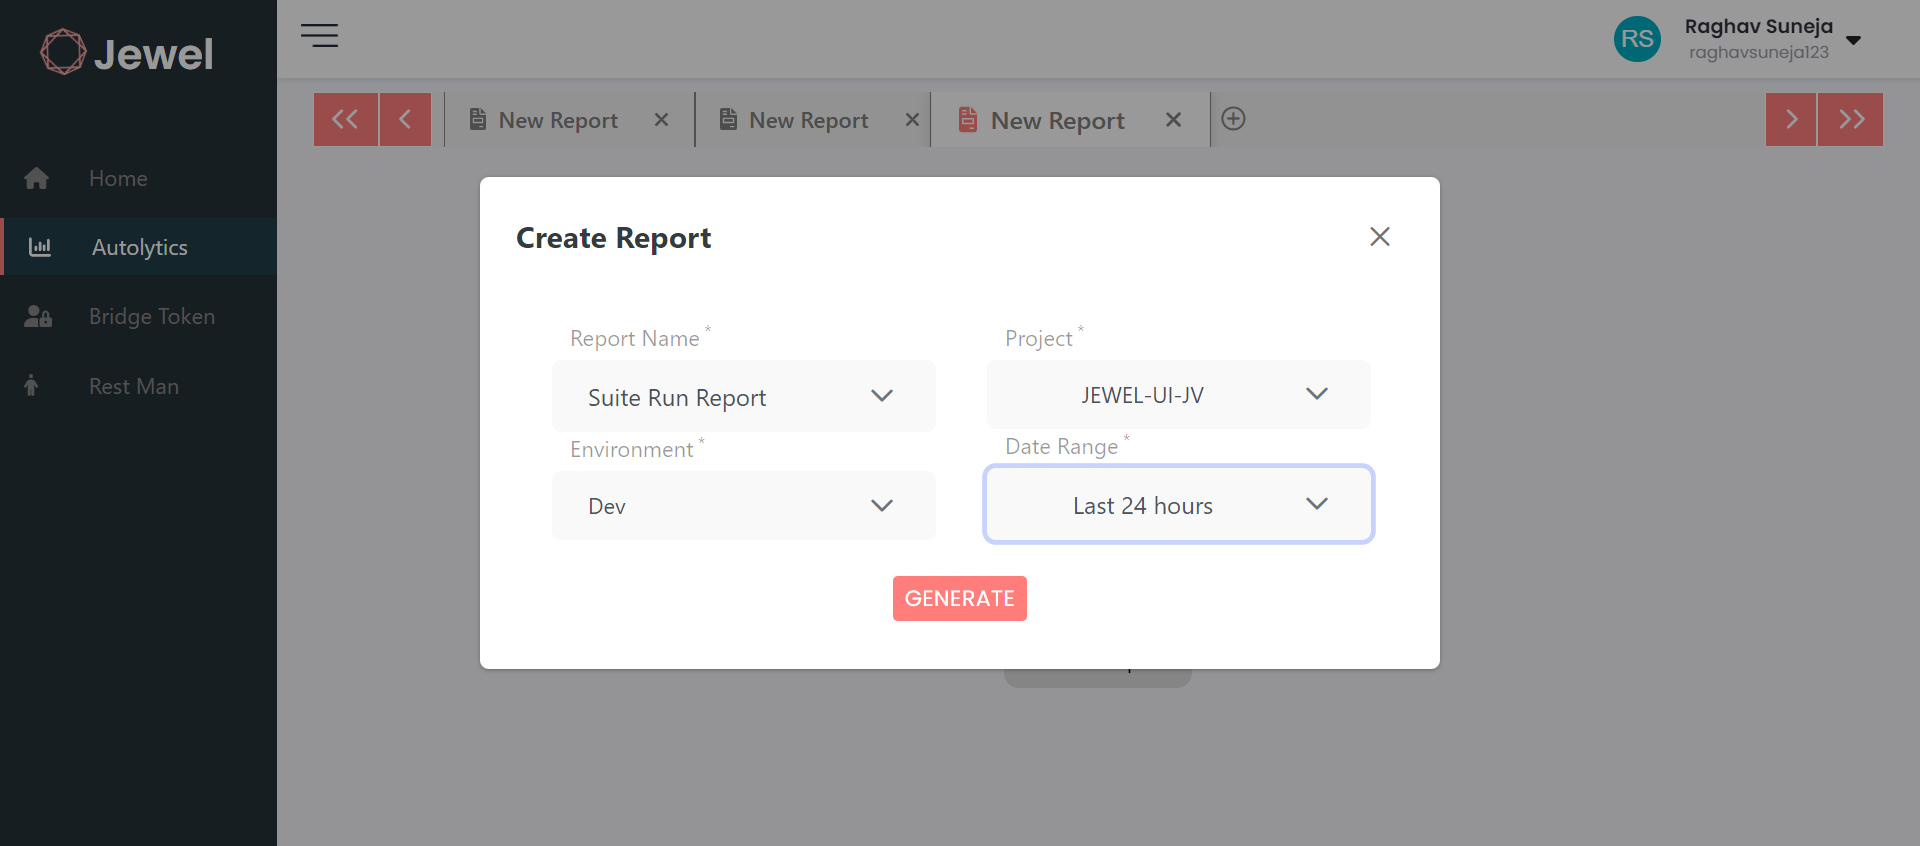 Jewel
RS
Raghav Suneja
raghavsuneja123
New Report
New Report
New Report
Home
Autolytics
Bridge Token
Rest Man
Create Report
Report Name *
Project *
Suite Run Report
JEWEL-UI-JV
Environment *
Date Range *
Dev
Last 24 hours
GENERATE